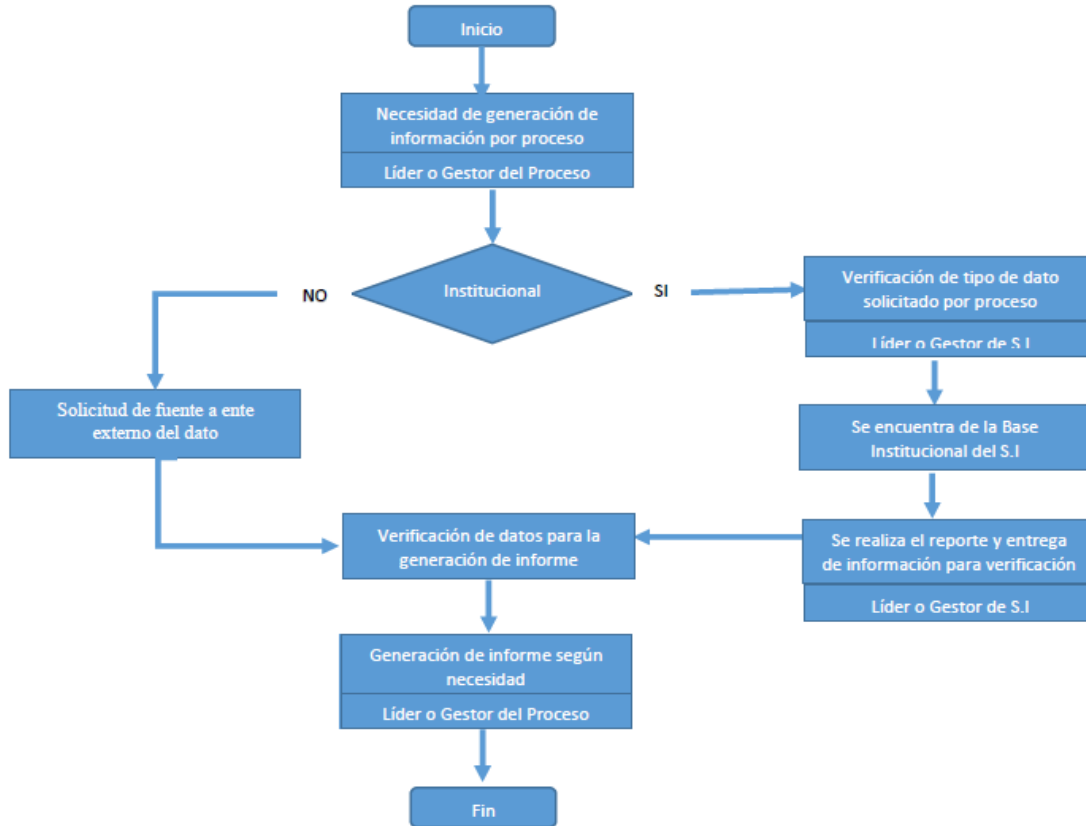 Inicio
Necesidad de generación de
información por proceso
Líder o Gestor del Proceso
Institucional
NO
SI
Verificación de tipo de dato
solicitado por proceso
Líder o Gestor de S.I
Solicitud de fuente a ente
externo del dato
Se encuentra de la Base
Institucional del S.I
Se realiza el reporte y entrega
de información para verificación
Líder o Gestor de S.I
Verificación de datos para la
generación de informe
Generación de informe según
necesidad
Líder o Gestor del Proceso
Fin